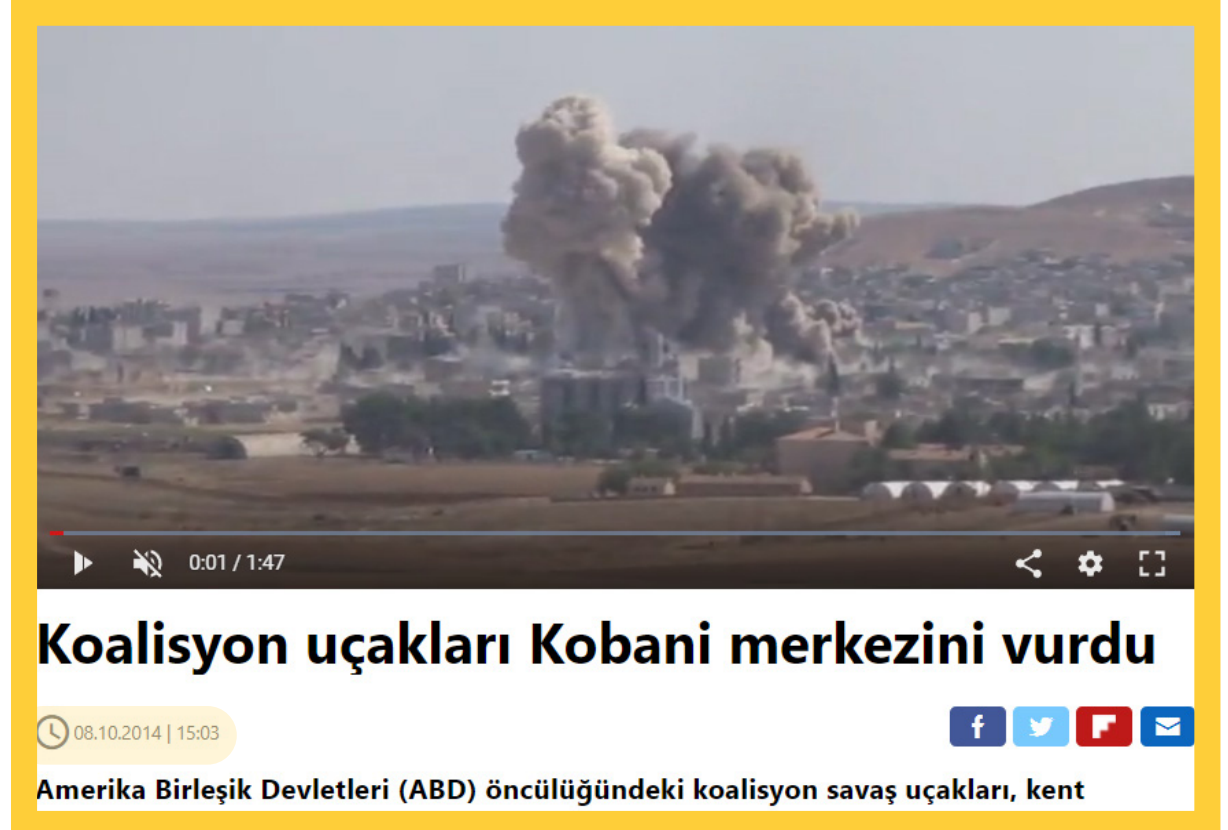 0:01 / 1:47
Koalisyon uçakları Kobani merkezini vurdu
08.10.2014 | 15:03
Amerika Birleşik Devletleri (ABD) öncülüğündeki koalisyon savaş uçakları, kent